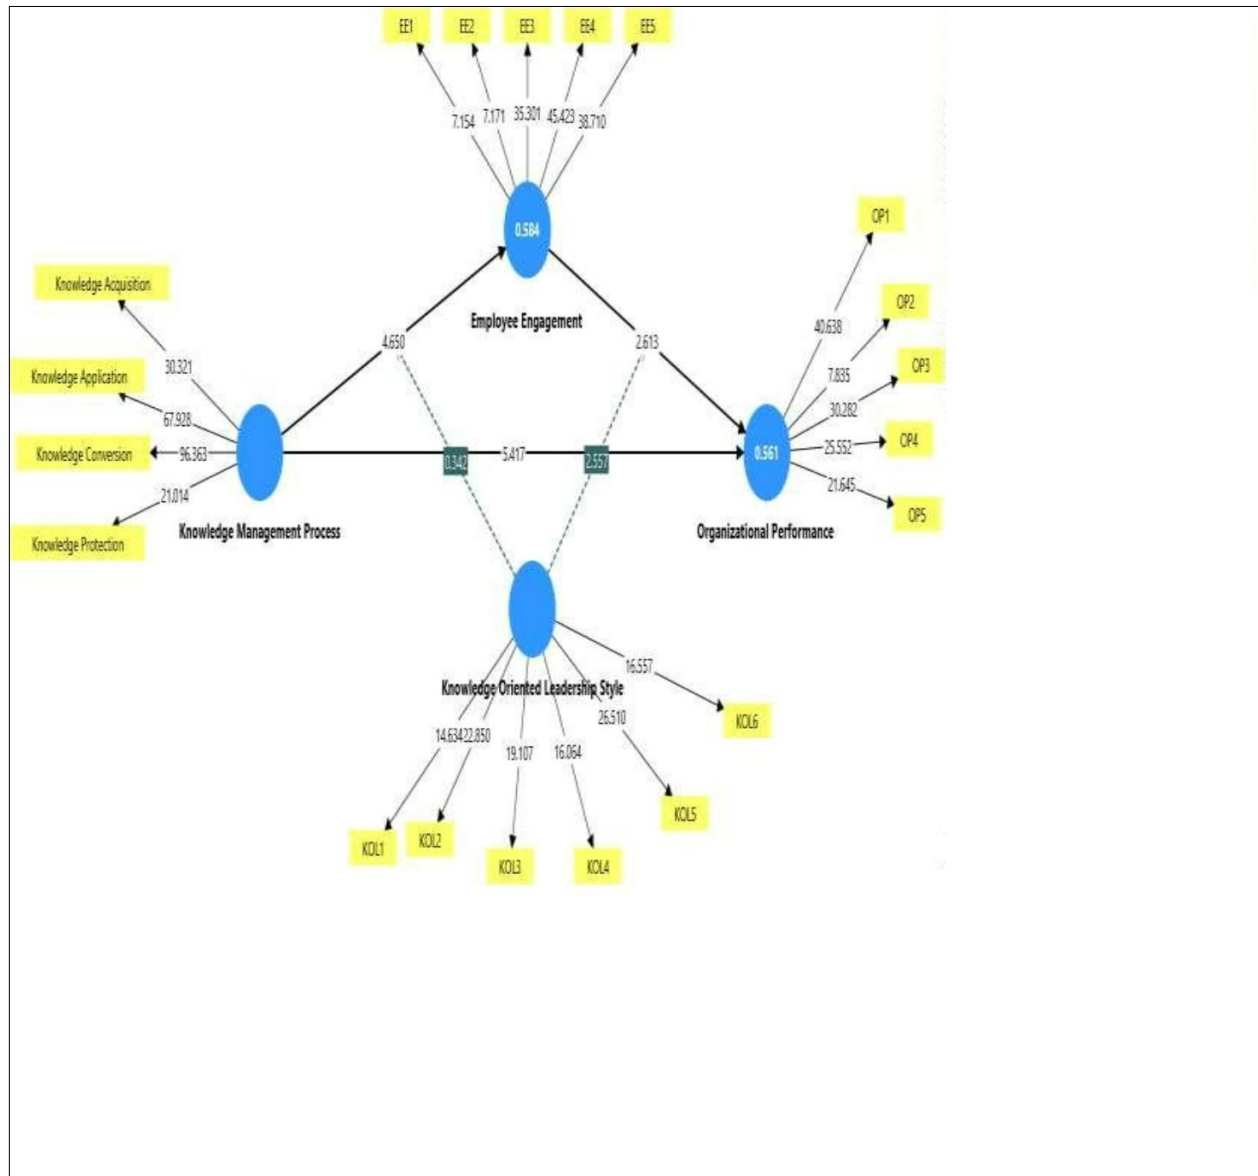 EE1 EE2 EE3 EE4 EE5
7.154 7.171 35.301 45.423 38.710
0.584
Employee Engagement
Knowledge Acquisition
Knowledge Application
Knowledge Conversion
Knowledge Protection
30.321
67.928
96.363
21.014
Knowledge Management Process
4.650
2.613
0.342
5.417
2.557
OP1
OP2
OP3
OP4
OP5
40.638
7.835
30.282
25.552
21.645
0.561
Organizational Performance
Knowledge Oriented Leadership Style
14.634 22.850
19.107
16.064
26.510
16.557
KOL1
KOL2
KOL3
KOL4
KOL5
KOL6